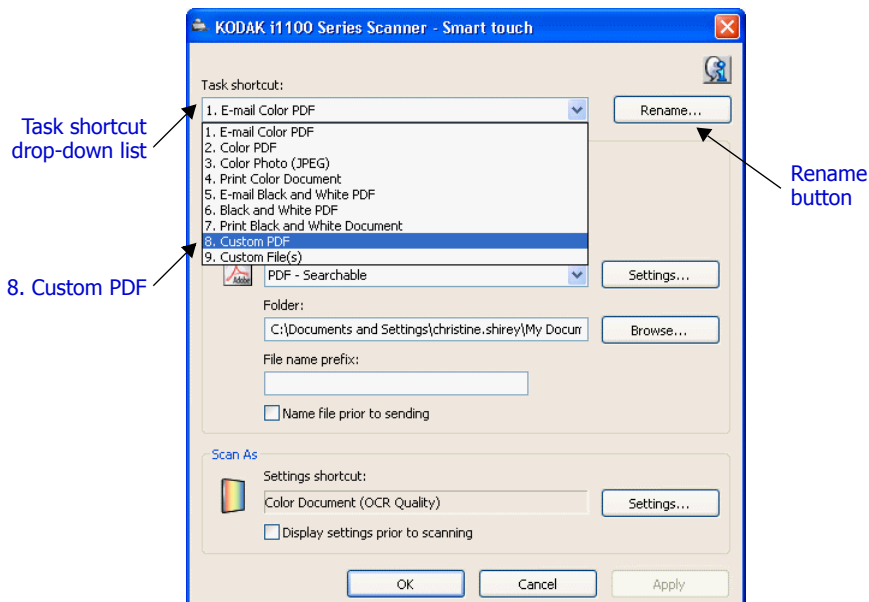 KODAK i1100 Series Scanner - Smart touch
Task shortcut:
1. E-mail Color PDF
Rename...
Task shortcut
drop-down list
1. E-mail Color PDF
2. Color PDF
3. Color Photo (JPEG)
4. Print Color Document
5. E-mail Black and White PDF
6. Black and White PDF
7. Print Black and White Document
8. Custom PDF
9. Custom File(s)
Rename
button
8. Custom PDF
Adobe
PDF - Searchable
Settings...
Folder:
C:\Documents and Settings\christine.shirey\My Docum
Browse...
File name prefix:
Name file prior to sending
Scan As
Settings shortcut:
Color Document (OCR Quality)
Settings...
Display settings prior to scanning
OK
Cancel
Apply